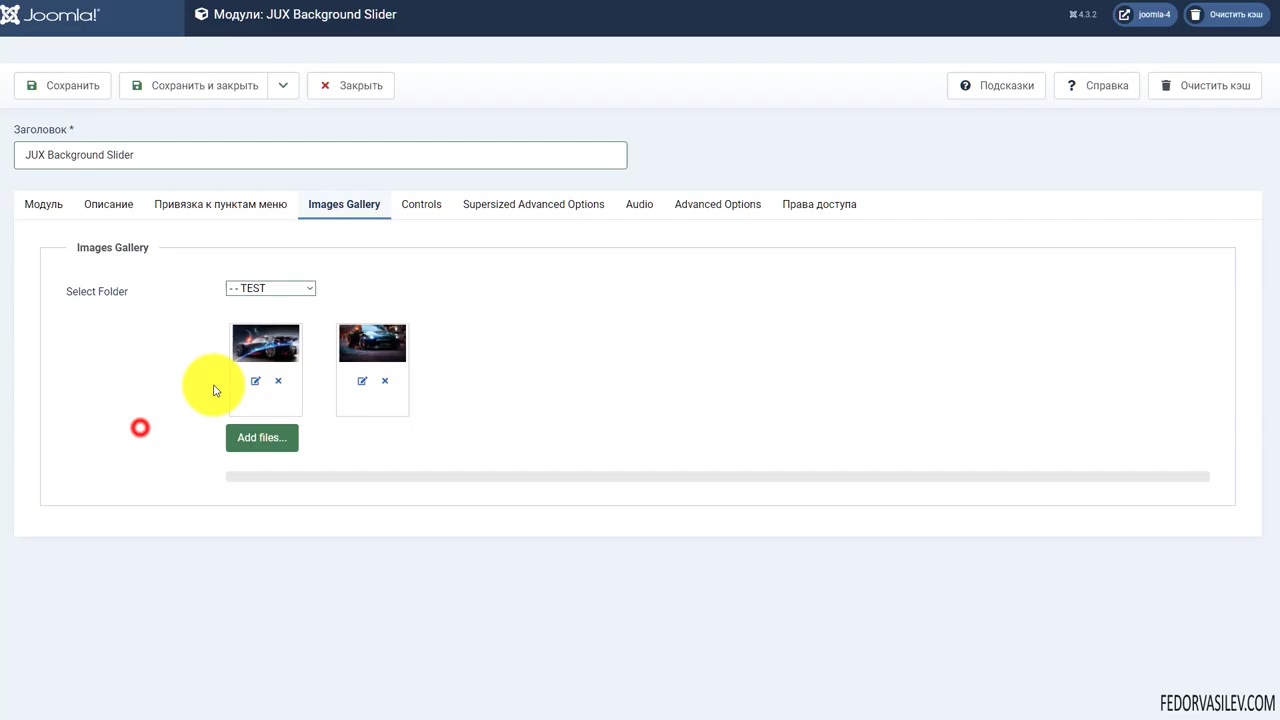 Joomla!
Модули: JUX Background Slider
4.3.2
joomla-4
Очистить кэш
Сохранить
Сохранить и закрыть
Закрыть
Подсказки
Справка
Очистить кэш
Заголовок *
JUX Background Slider
Модуль
Описание
Привязка к пунктам меню
Images Gallery
Controls
Supersized Advanced Options
Audio
Advanced Options
Права доступа
Images Gallery
Select Folder
- - TEST
Add files...
FEDORVASILEV.COM